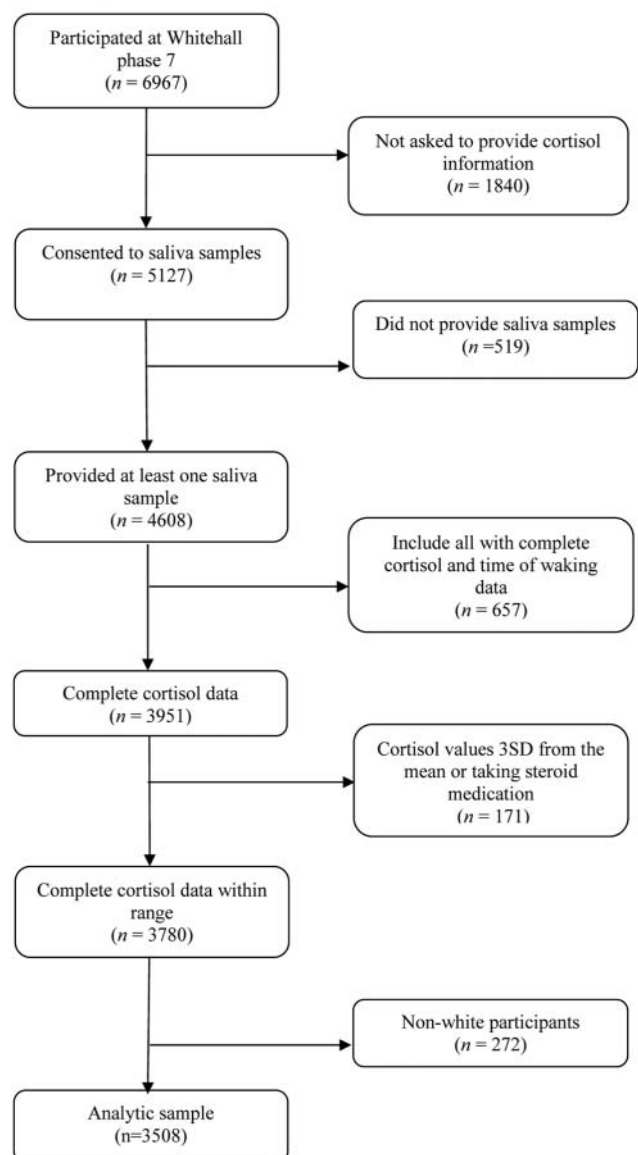 Participated at Whitehall
phase 7
(n = 6967)
Not asked to provide cortisol
information
(n = 1840)
Consented to saliva samples
(n = 5127)
Did not provide saliva samples
(n =519)
Provided at least one saliva
sample
(n = 4608)
Include all with complete
cortisol and time of waking
data
(n = 657)
Complete cortisol data
(n = 3951)
Cortisol values 3SD from the
mean or taking steroid
medication
(n = 171)
Complete cortisol data within
range
(n = 3780)
Non-white participants
(n = 272)
Analytic sample
(n=3508)